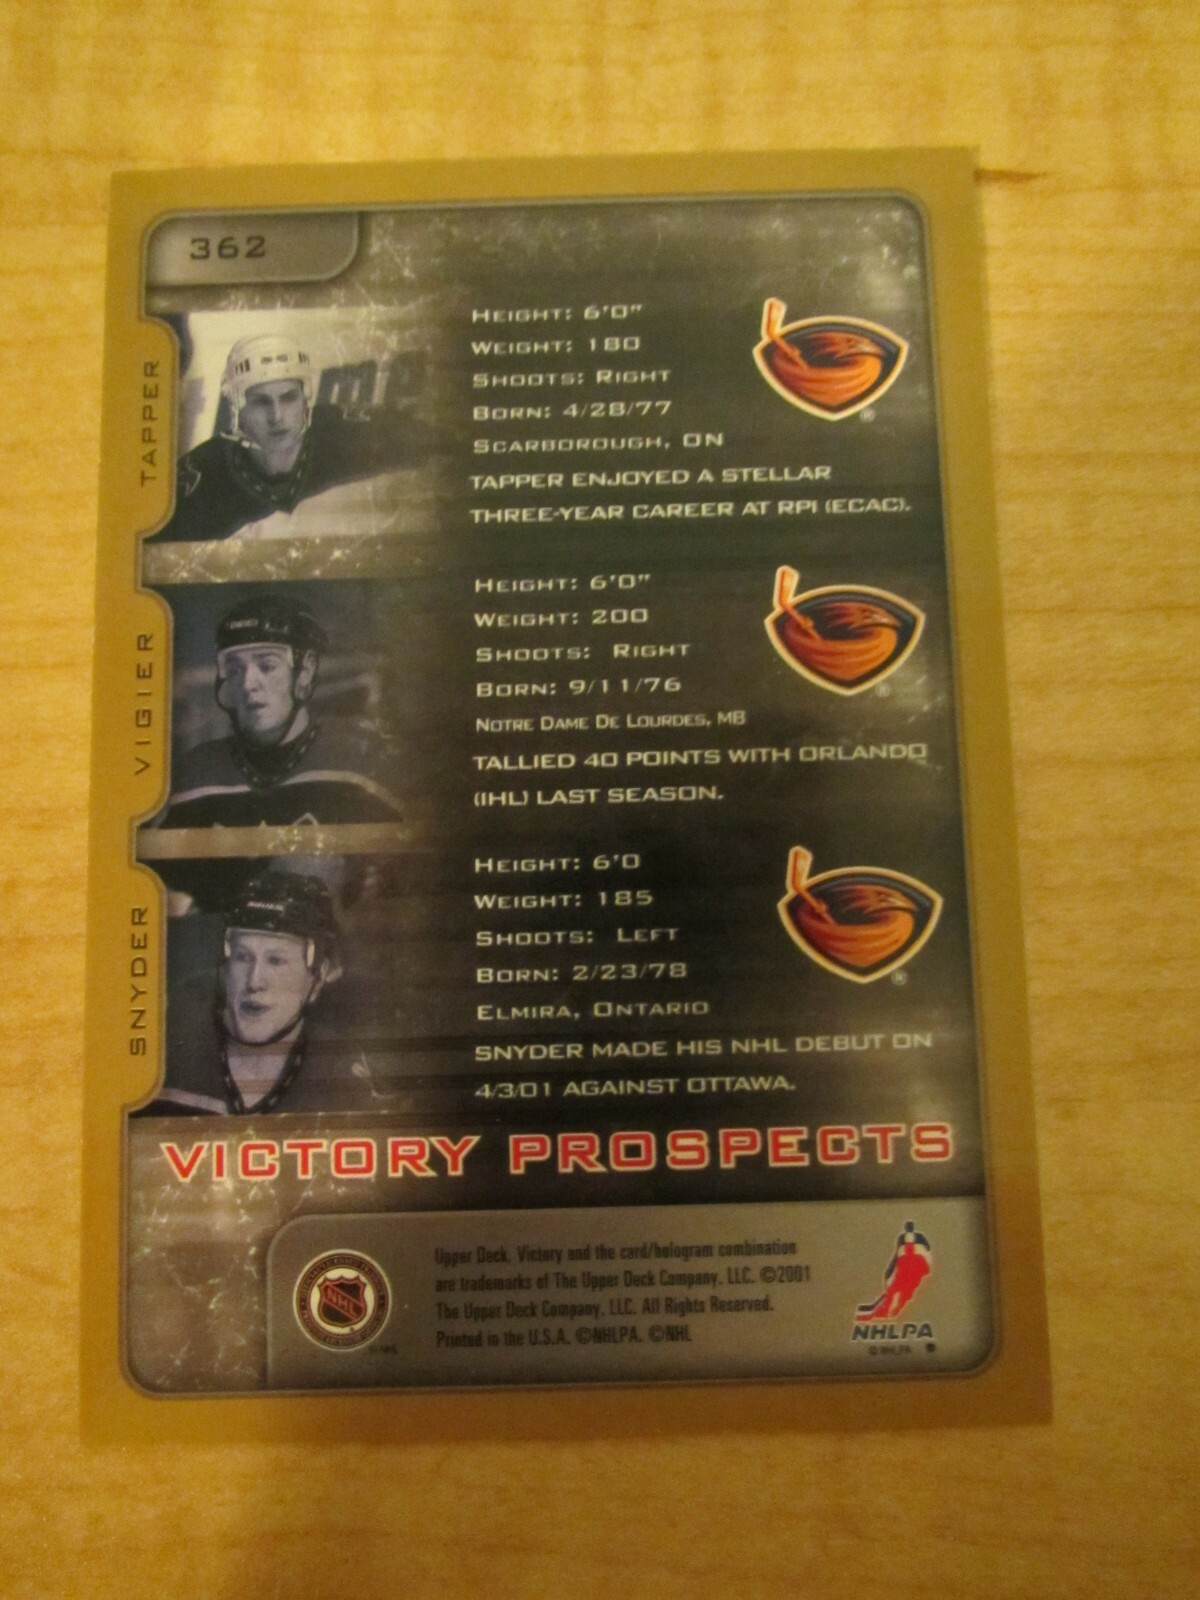 362
TAPPER
HEIGHT: 6'0"
WEIGHT: 180
SHOOTS: RIGHT
BORN: 4/28/77
SCARBOROUGH, ON
TAPPER ENJOYED A STELLAR
THREE-YEAR CAREER AT RPI (ECAC).
VIGIER
HEIGHT: 6'0"
WEIGHT: 200
SHOOTS: RIGHT
BORN: 9/11/76
NOTRE DAME DE LOURDES, MB
TALLIED 40 POINTS WITH ORLANDO
(IHL) LAST SEASON.
SNYDER
HEIGHT: 6'0
WEIGHT: 185
SHOOTS: LEFT
BORN: 2/23/78
ELMIRA, ONTARIO
SNYDER MADE HIS NHL DEBUT ON
4/3/01 AGAINST OTTAWA.
VICTORY PROSPECTS
NHL
Upper Deck, Victory and the card/hologram combination
are trademarks of The Upper Deck Company, LLC. ©2001
The Upper Deck Company, LLC. All Rights Reserved.
Printed in the U.S.A. ©NHLPA. ©NHL
NHLPA
© NHLPA